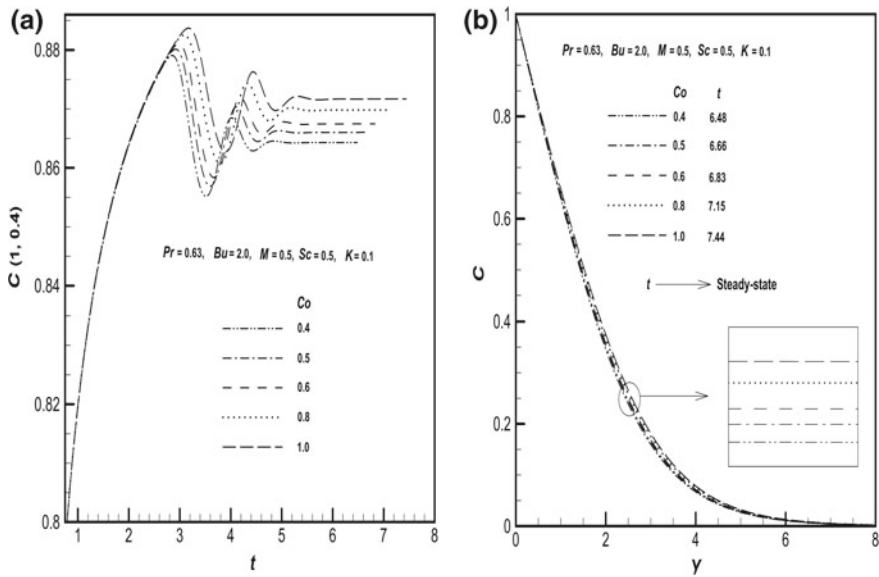 (a)
0.88
0.86
0.84
0.82
0.8
C (1, 0.4)
Pr = 0.63, Bu = 2.0, M = 0.5, Sc = 0.5, K = 0.1
Co
0.4
0.5
0.6
0.8
1.0
1 2 3 4 5 6 7 8
t
(b)
1
0.8
0.6
0.4
0.2
0
C
Pr = 0.63, Bu = 2.0, M = 0.5, Sc = 0.5, K = 0.1
Co t
0.4 6.48
0.5 6.66
0.6 6.83
0.8 7.15
1.0 7.44
t Steady-state
0 2 4 6 8
y